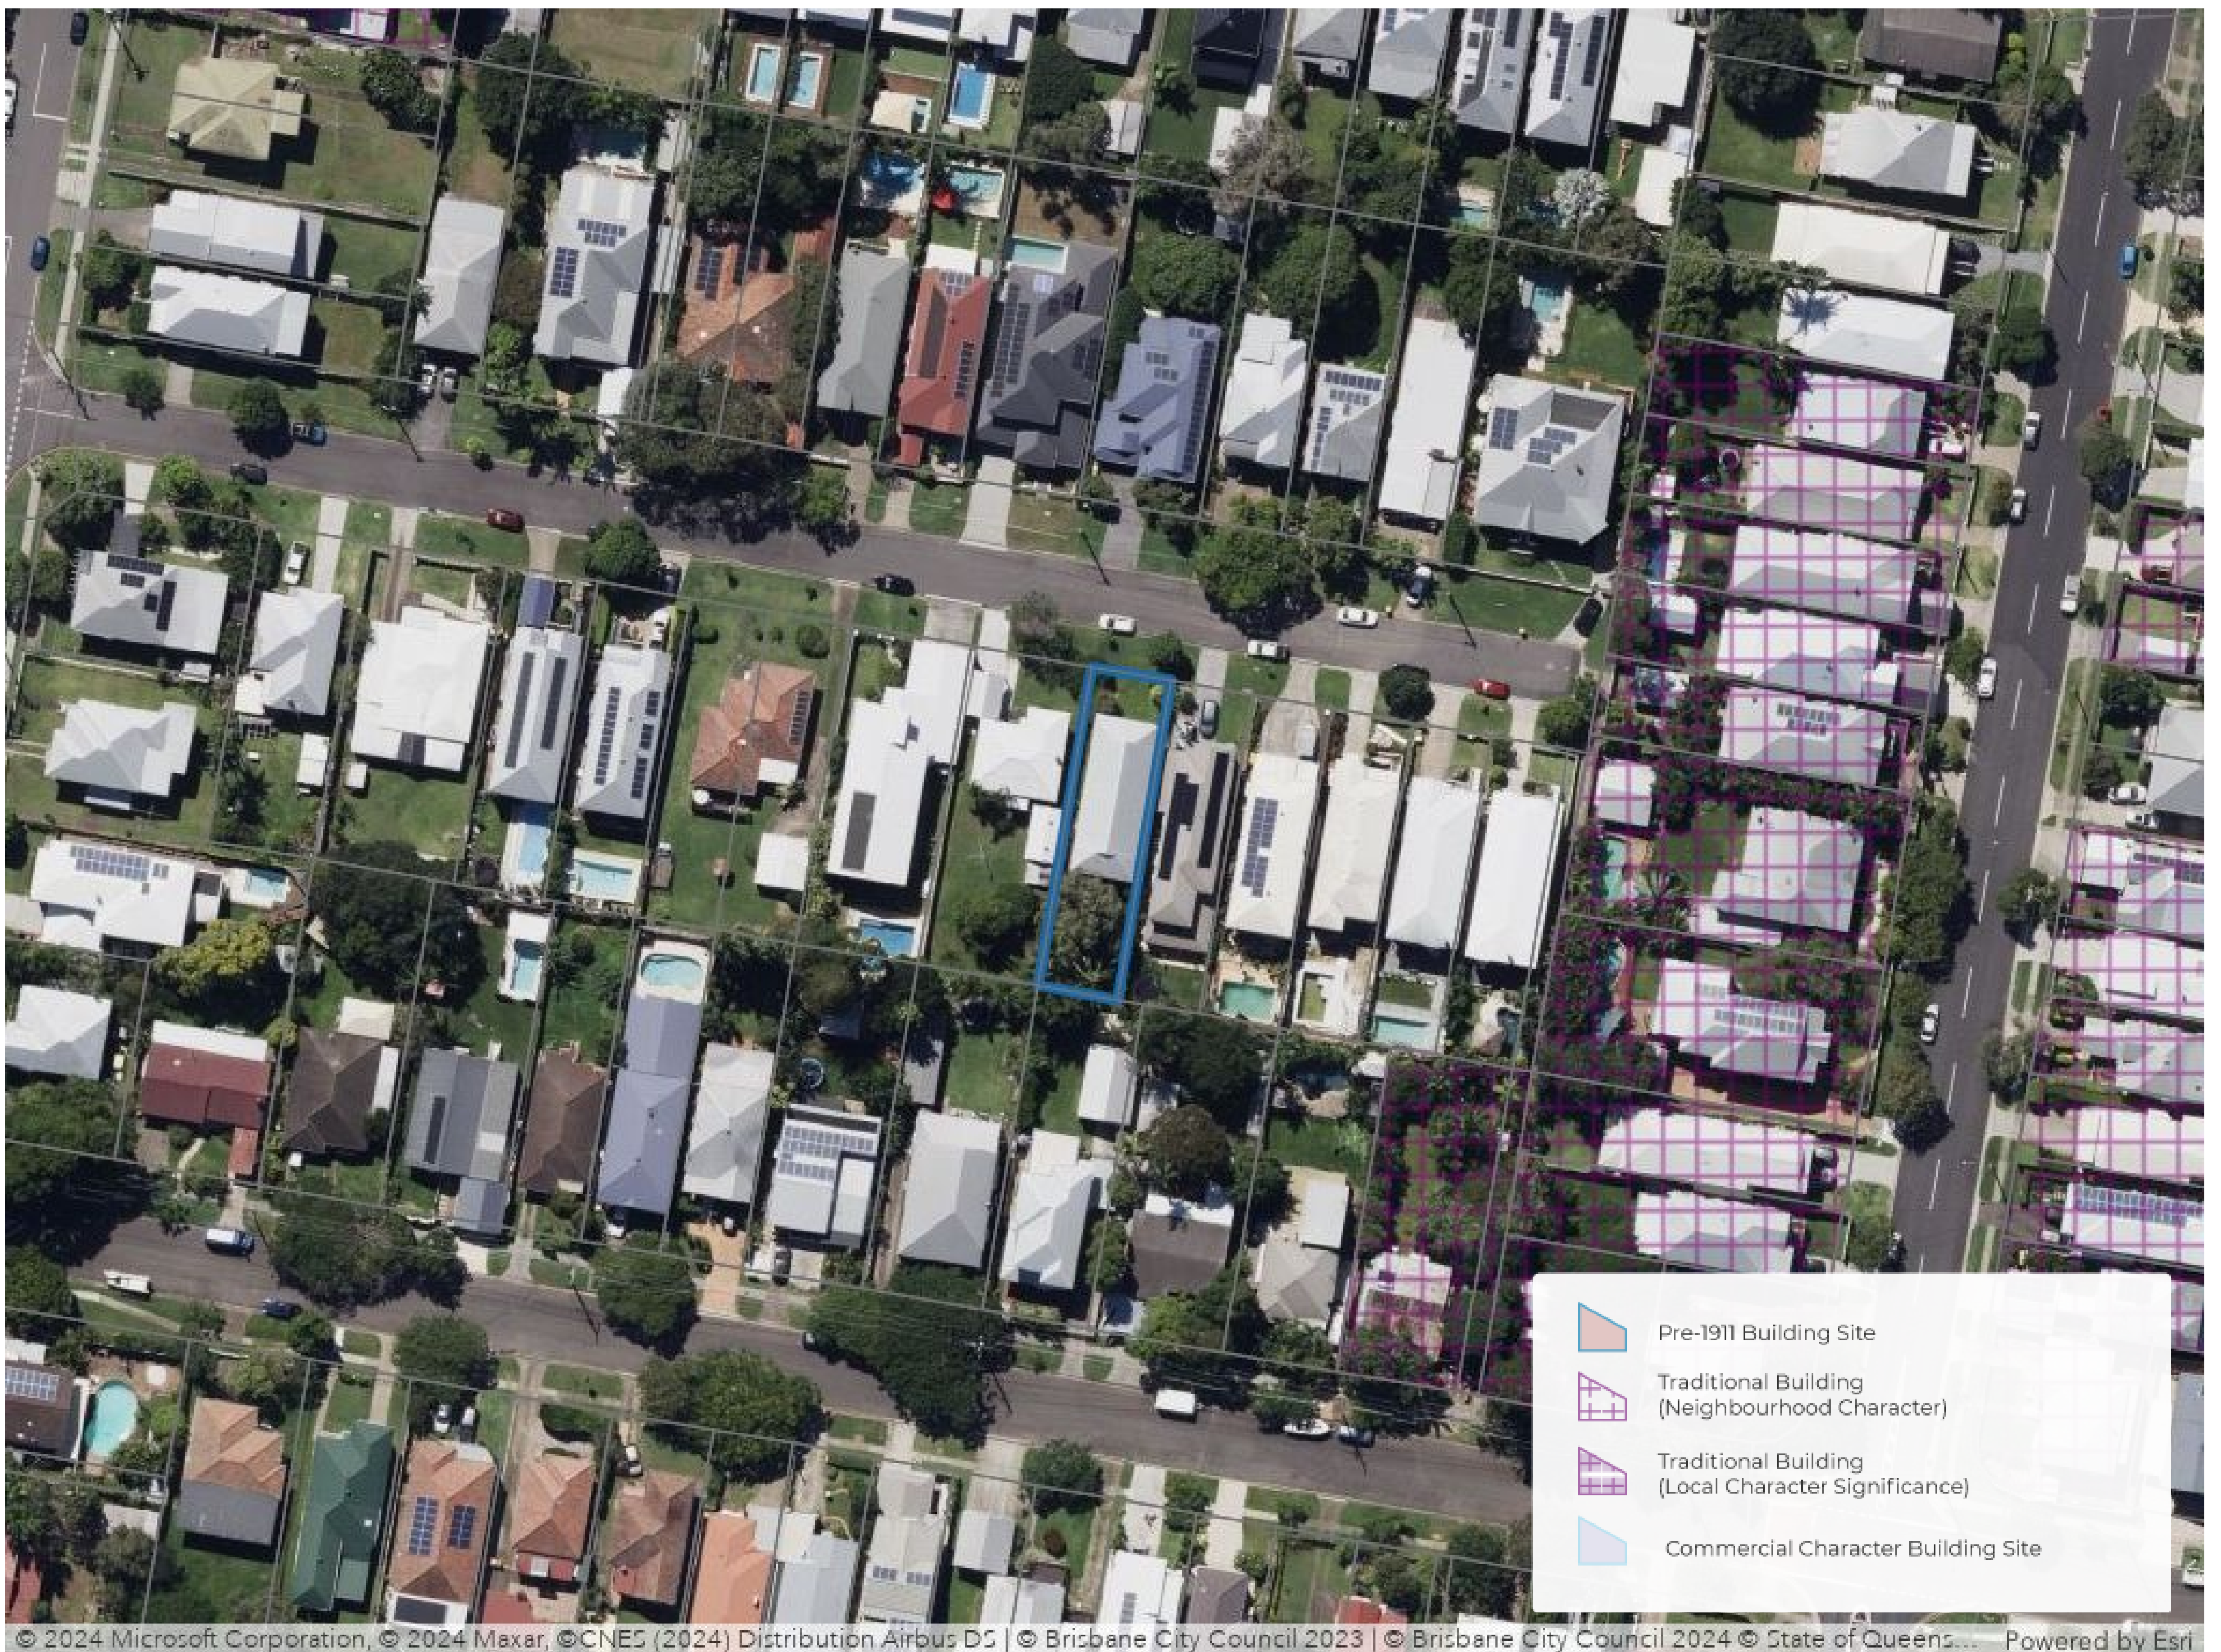 Pre-1911 Building Site
Traditional Building
(Neighbourhood Character)
Traditional Building
(Local Character Significance)
Commercial Character Building Site
© 2024 Microsoft Corporation, © 2024 Maxar, ©CNES (2024) Distribution Airbus DS | © Brisbane City Council 2023 | © Brisbane City Council 2024 © State of Queens... Powered by Esri